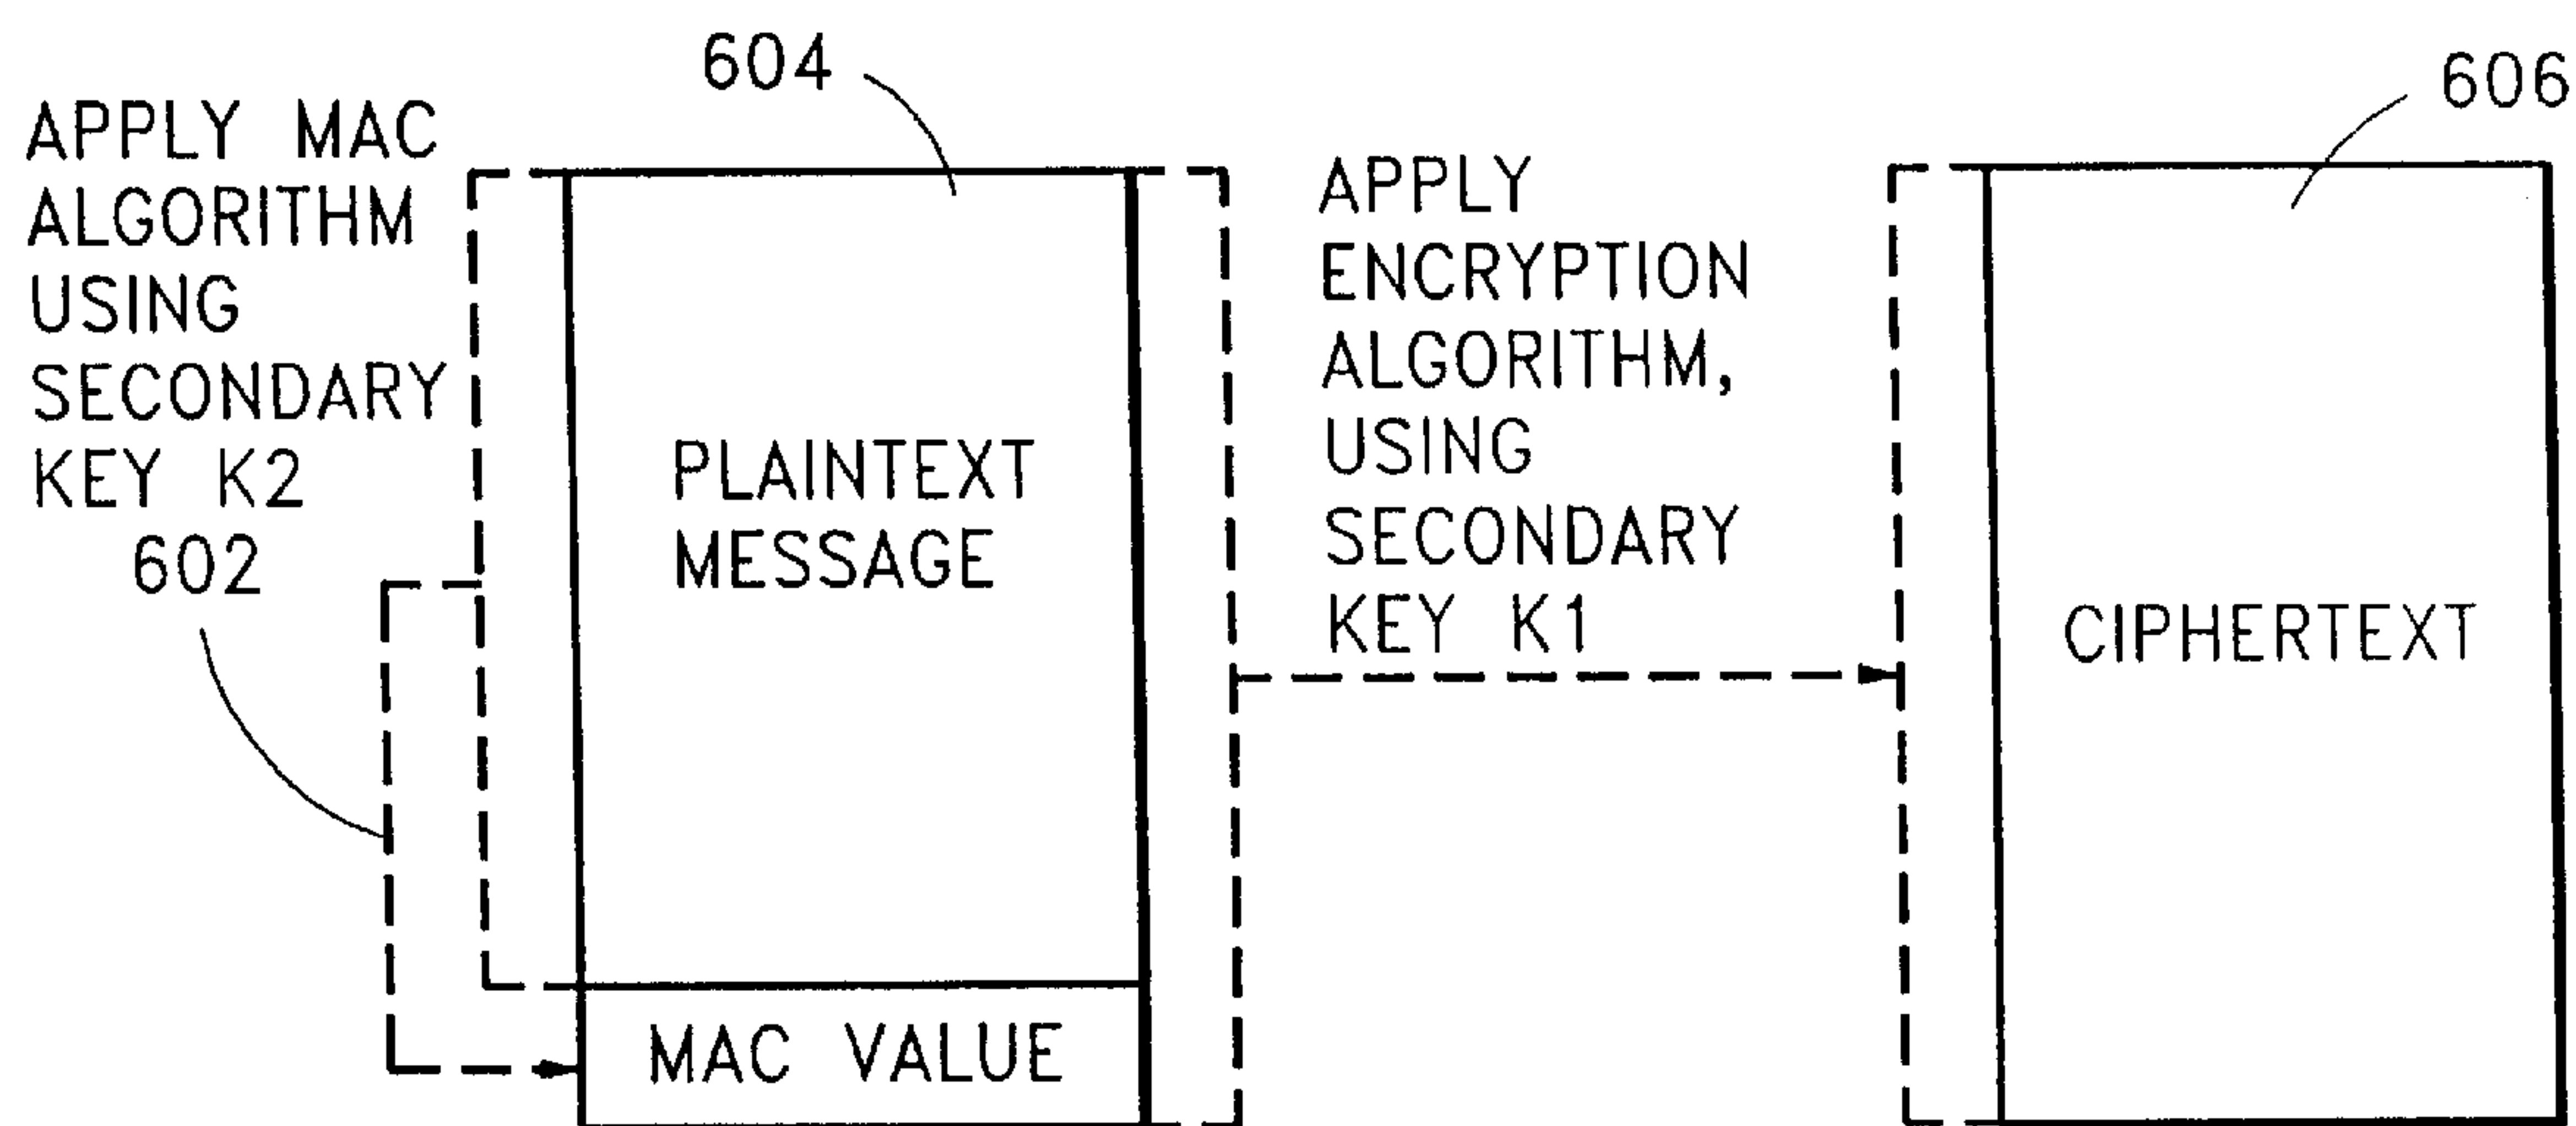 604
606
APPLY MAC
ALGORITHM
USING
SECONDARY
KEY K2
602
PLAINTEXT
MESSAGE
MAC VALUE
APPLY
ENCRYPTION
ALGORITHM,
USING
SECONDARY
KEY K1
CIPHERTEXT